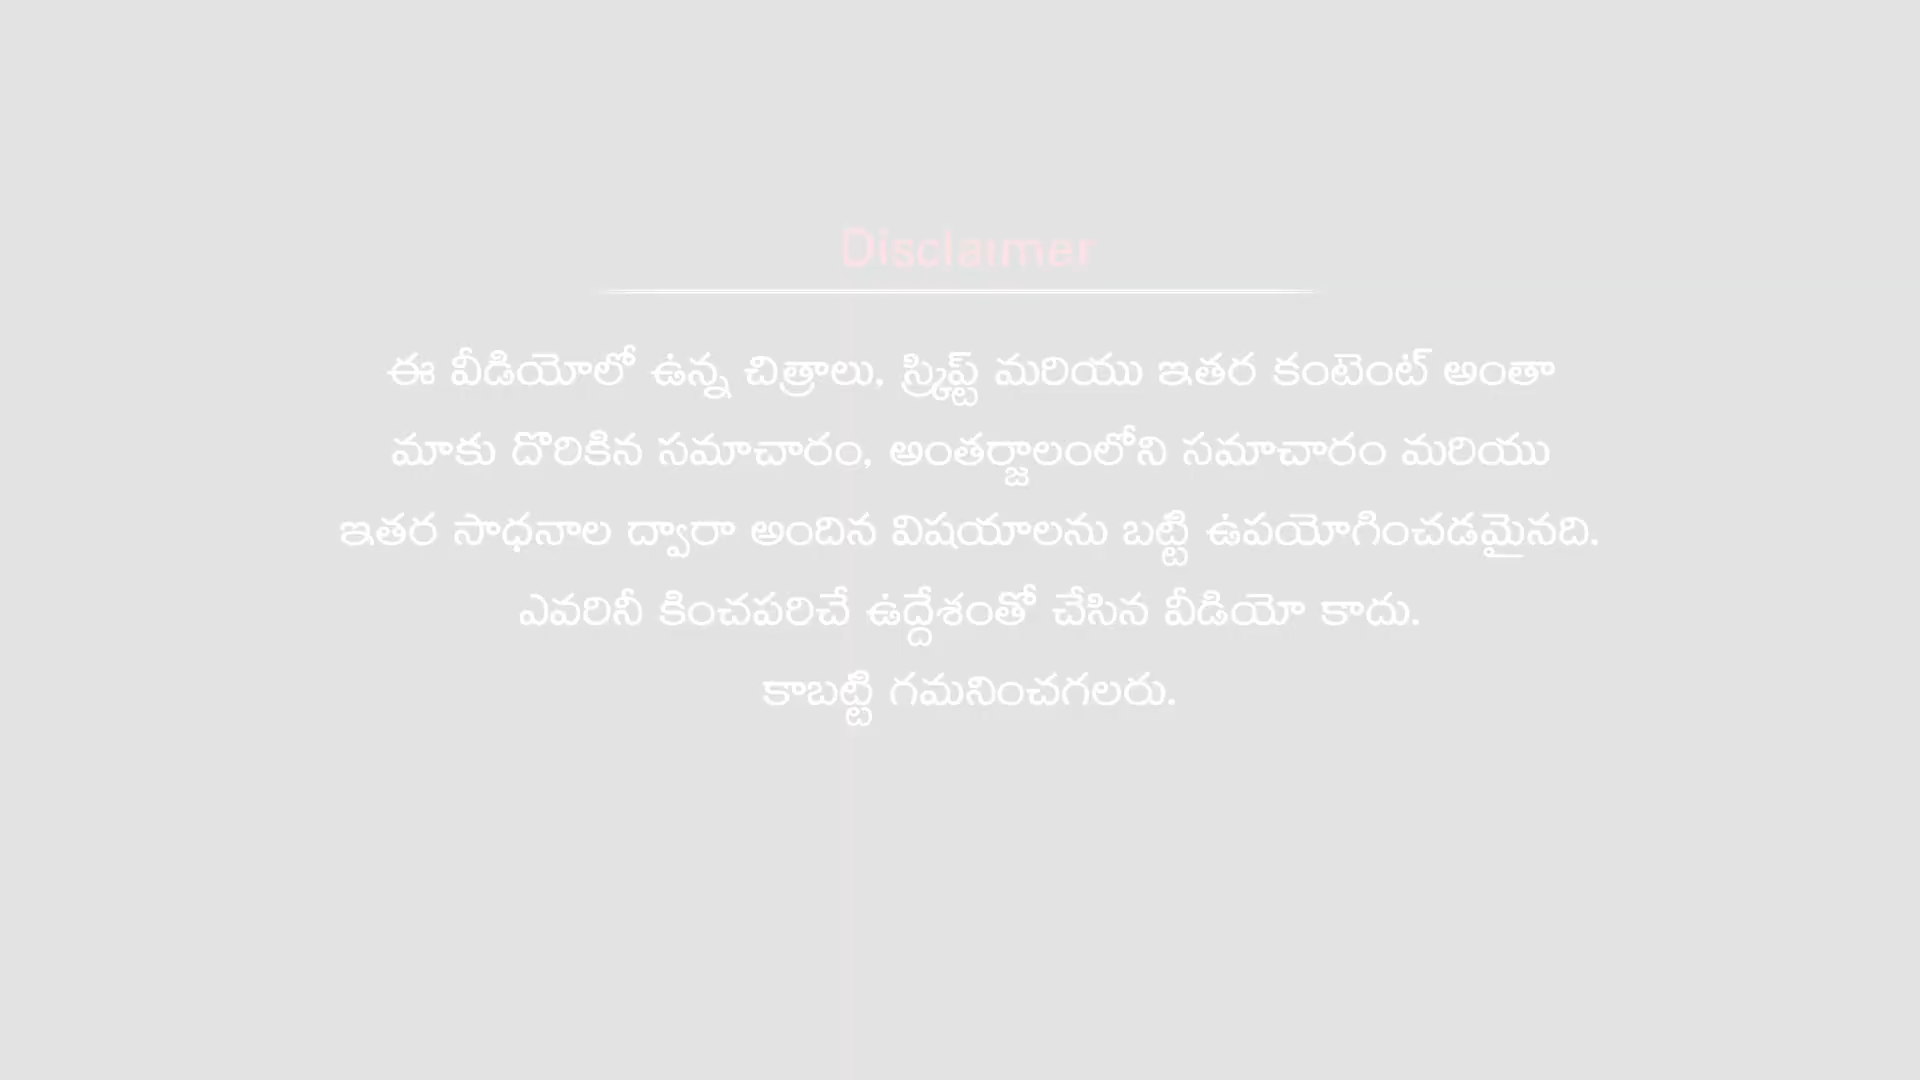 Disclaimer
ఈ వీడియోలో ఉన్న చిత్రాలు, స్క్రిప్ట్ మరియు ఇతర కంటెంట్ అంతా
మాకు దొరికిన సమాచారం, అంతర్జాలంలోని సమాచారం మరియు
ఇతర సాధనాల ద్వారా అందిన విషయాలను బట్టి ఉపయోగించడమైనది.
ఎవరినీ కించపరిచే ఉద్దేశంతో చేసిన వీడియో కాదు.
కాబట్టి గమనించగలరు.